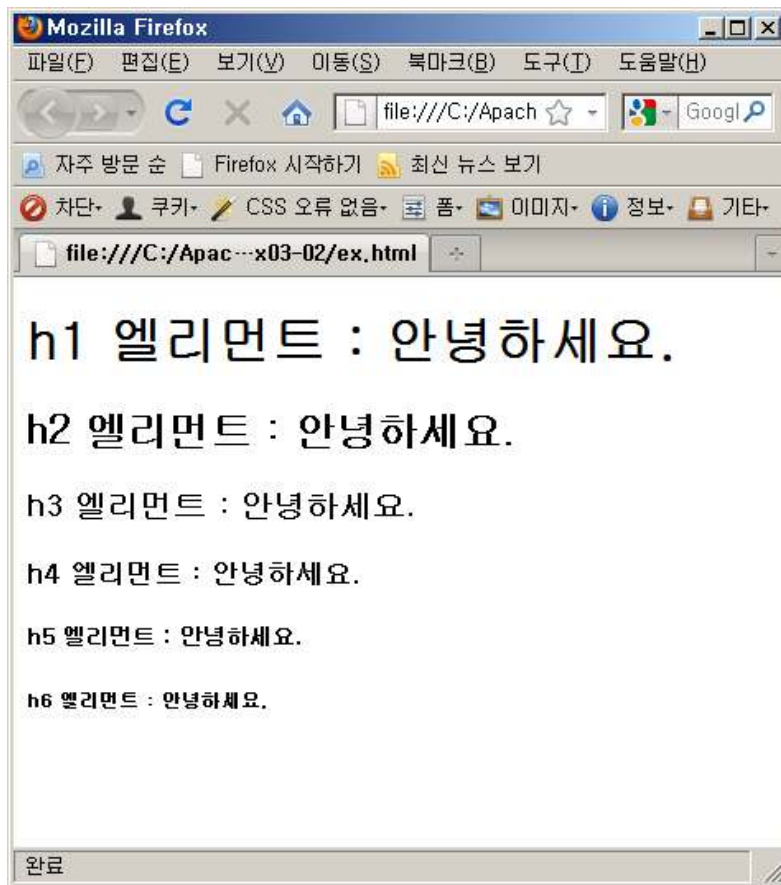 Mozilla Firefox
파일(F) 편집(E) 보기(V) 이동(S) 북마크(B) 도구(T) 도움말(H)
file:///C:/Apach Googl
자주 방문 순 Firefox 시작하기 최신 뉴스 보기
차단 쿠키 CSS 오류 없음 폼 이미지 정보 기타
file:///C:/Apac…x03-02/ex.html
h1 엘리먼트 : 안녕하세요.
h2 엘리먼트 : 안녕하세요.
h3 엘리먼트 : 안녕하세요.
h4 엘리먼트 : 안녕하세요.
h5 엘리먼트 : 안녕하세요.
h6 엘리먼트 : 안녕하세요.
완료